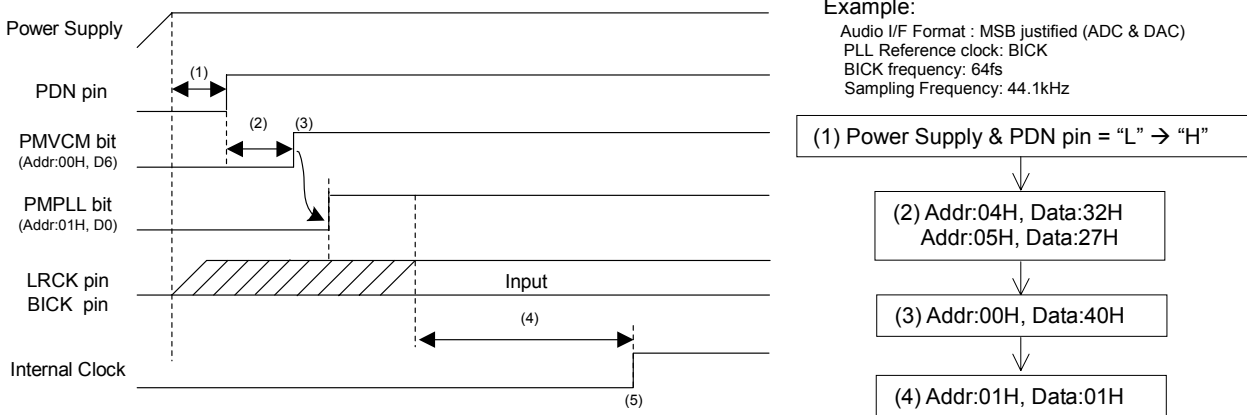 Power Supply
PDN pin
PMVCM bit
(Addr:00H, D6)
PMPLL bit
(Addr:01H, D0)
LRCK pin
BICK pin
Internal Clock
(1)
(2)
(3)
Input
(4)
(5)
Example:
Audio I/F Format : MSB justified (ADC & DAC)
PLL Reference clock: BICK
BICK frequency: 64fs
Sampling Frequency: 44.1kHz
(1) Power Supply & PDN pin = “L” → “H”
(2) Addr:04H, Data:32H
Addr:05H, Data:27H
(3) Addr:00H, Data:40H
(4) Addr:01H, Data:01H